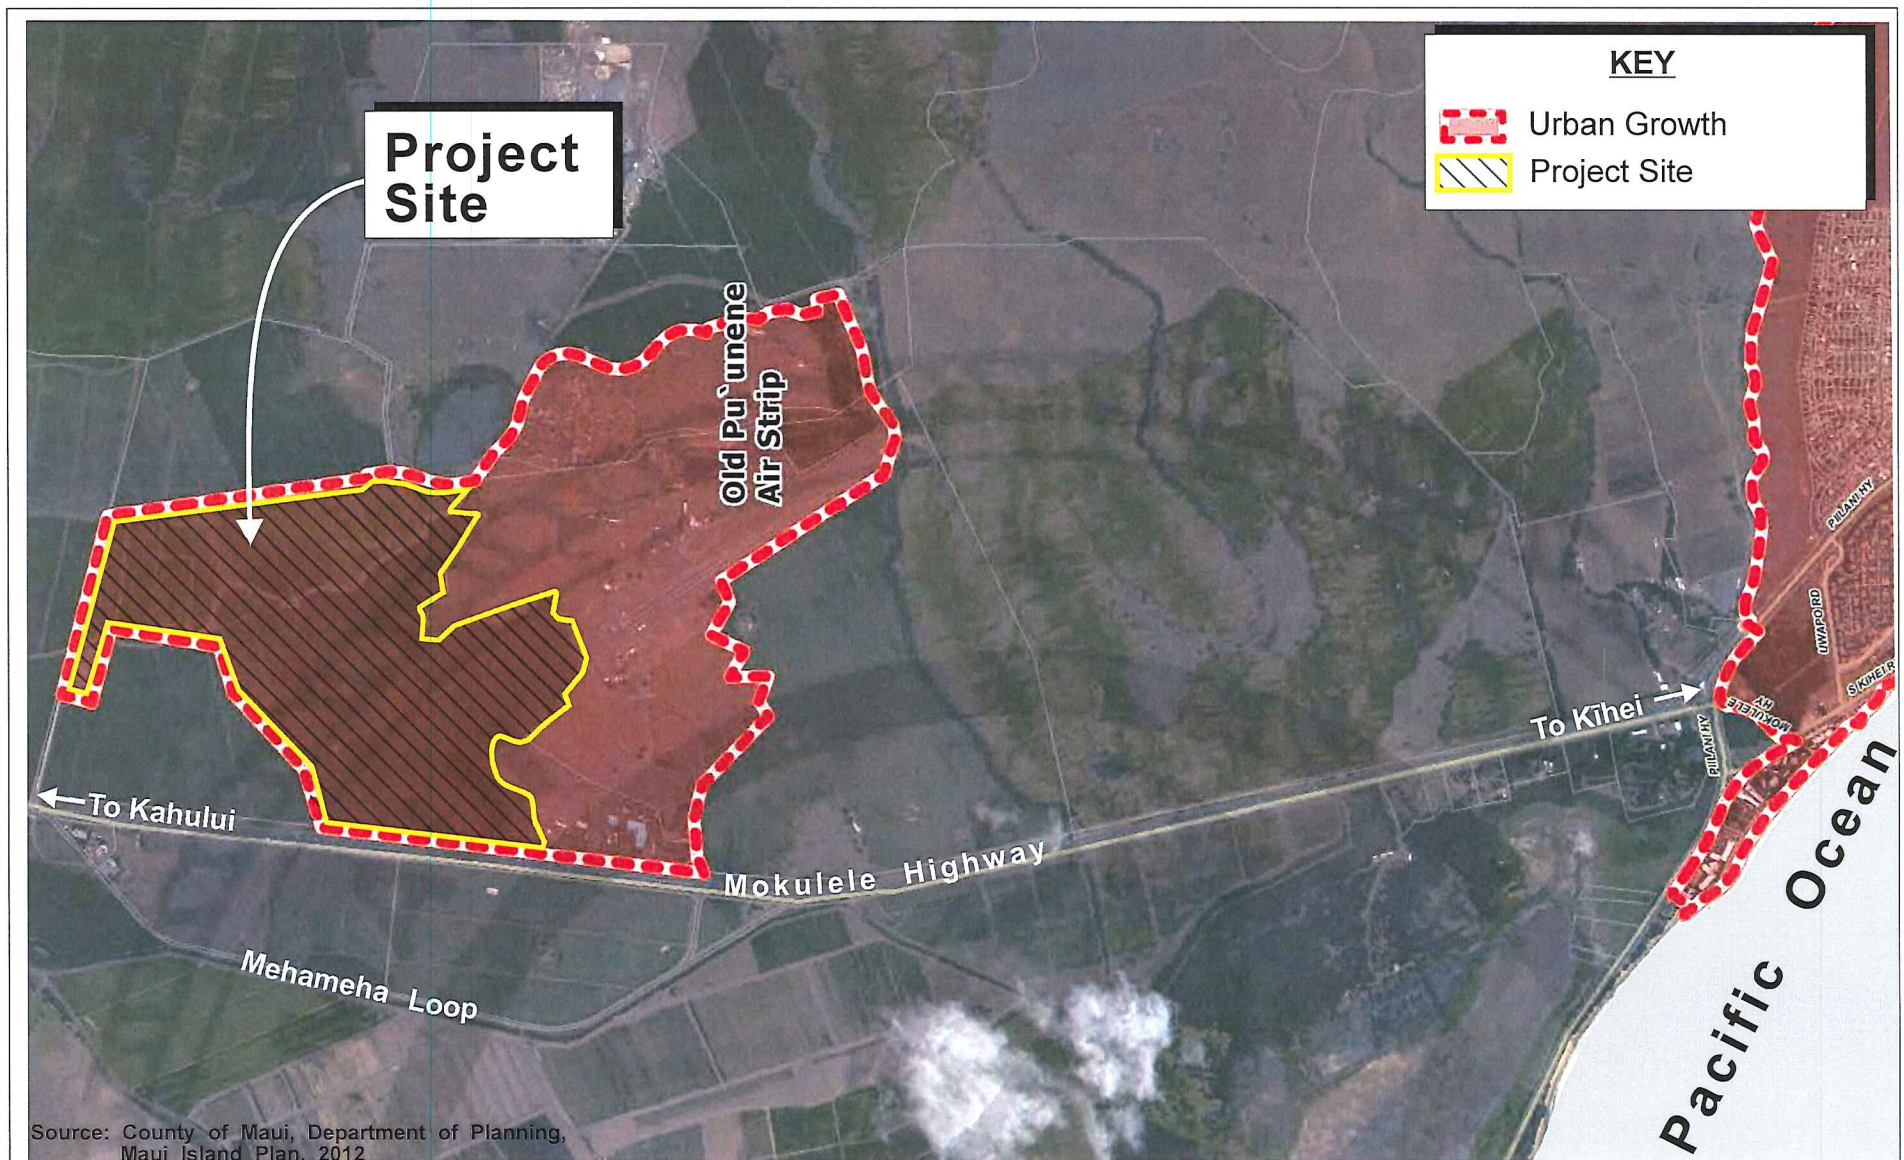 KEY
Urban Growth
Project Site
Project
Site
Old Pu`unene
Air Strip
PIILANI HY
UWAPO RD
S KIHEI R
MOKULELE
HY
To Kīhei
PIILANI HY
To Kahului
Mokulele Highway
Mehameha Loop
Pacific Ocean
Source: County of Maui, Department of Planning,
Maui Island Plan, 2012